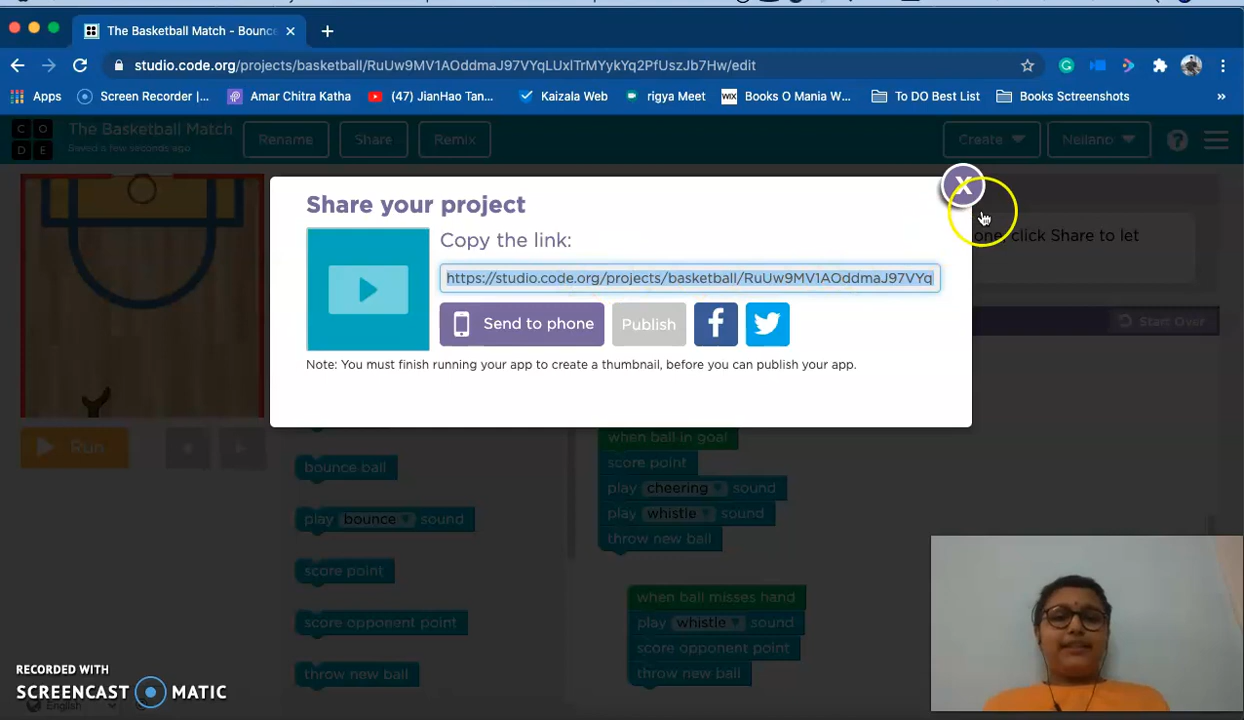 The Basketball Match - Bounce
studio.code.org/projects/basketball/RuUw9MV1AOddmaJ97VYqLUxlTrMYykYq2PfUszJb7Hw/edit
Apps
Screen Recorder |...
Amar Chitra Katha
(47) JianHao Tan...
Kaizala Web
rigya Meet
WIX
Books O Mania W...
To DO Best List
Books Sctreenshots
»
C O
D E
The Basketball Match
Saved a few seconds ago
Rename
Share
Remix
Create
Neilano
?
Share your project
X
Copy the link:
one, click Share to let
https://studio.code.org/projects/basketball/RuUw9MV1AOddmaJ97VYq
Send to phone
Publish
Start Over
Note: You must finish running your app to create a thumbnail, before you can publish your app.
Run
bounce ball
play bounce sound
score point
score opponent point
throw new ball
when ball in goal
score point
play cheering sound
play whistle sound
throw new ball
when ball misses hand
play whistle sound
score opponent point
throw new ball
RECORDED WITH
SCREENCAST MATIC
English